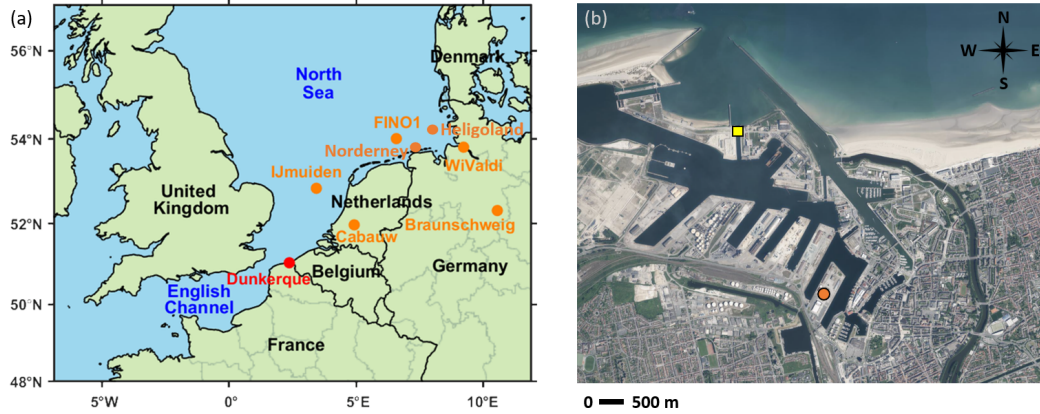 (a)
56°N
54°N
52°N
50°N
48°N
5°W
0°
5°E
10°E
North
Sea
Denmark
FINO1
Heligoland
Norderney
WiValdi
IJmuiden
United
Kingdom
Netherlands
Cabauw
Braunschweig
Dunkerque
Belgium
Germany
English
Channel
France
(b)
N
W
E
S
0
500 m